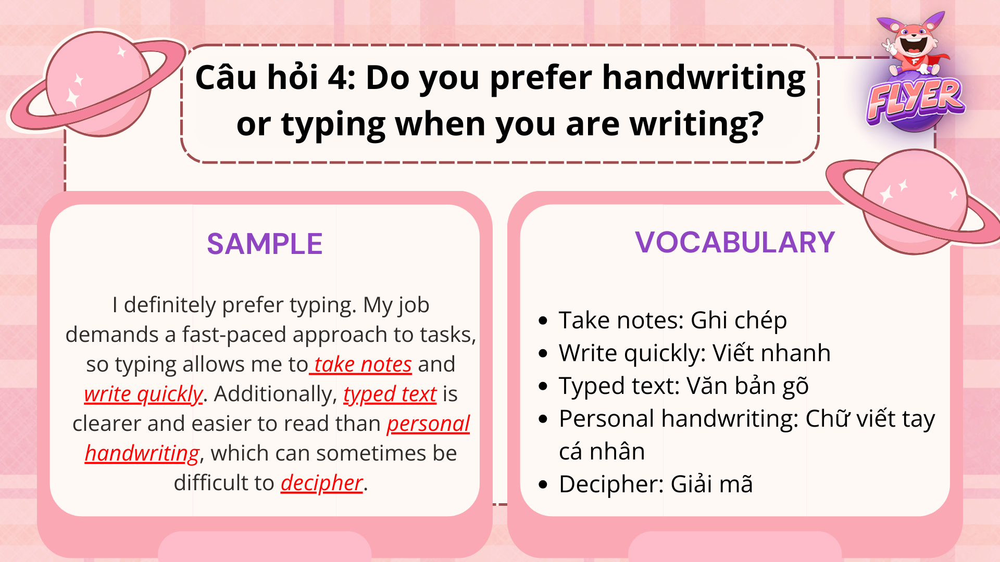 Câu hỏi 4: Do you prefer handwriting
or typing when you are writing?
FLYER
SAMPLE
I definitely prefer typing. My job
demands a fast-paced approach to tasks,
so typing allows me to take notes and
write quickly. Additionally, typed text is
clearer and easier to read than personal
handwriting, which can sometimes be
difficult to decipher.
VOCABULARY
• Take notes: Ghi chép
• Write quickly: Viết nhanh
• Typed text: Văn bản gõ
• Personal handwriting: Chữ viết tay
cá nhân
• Decipher: Giải mã